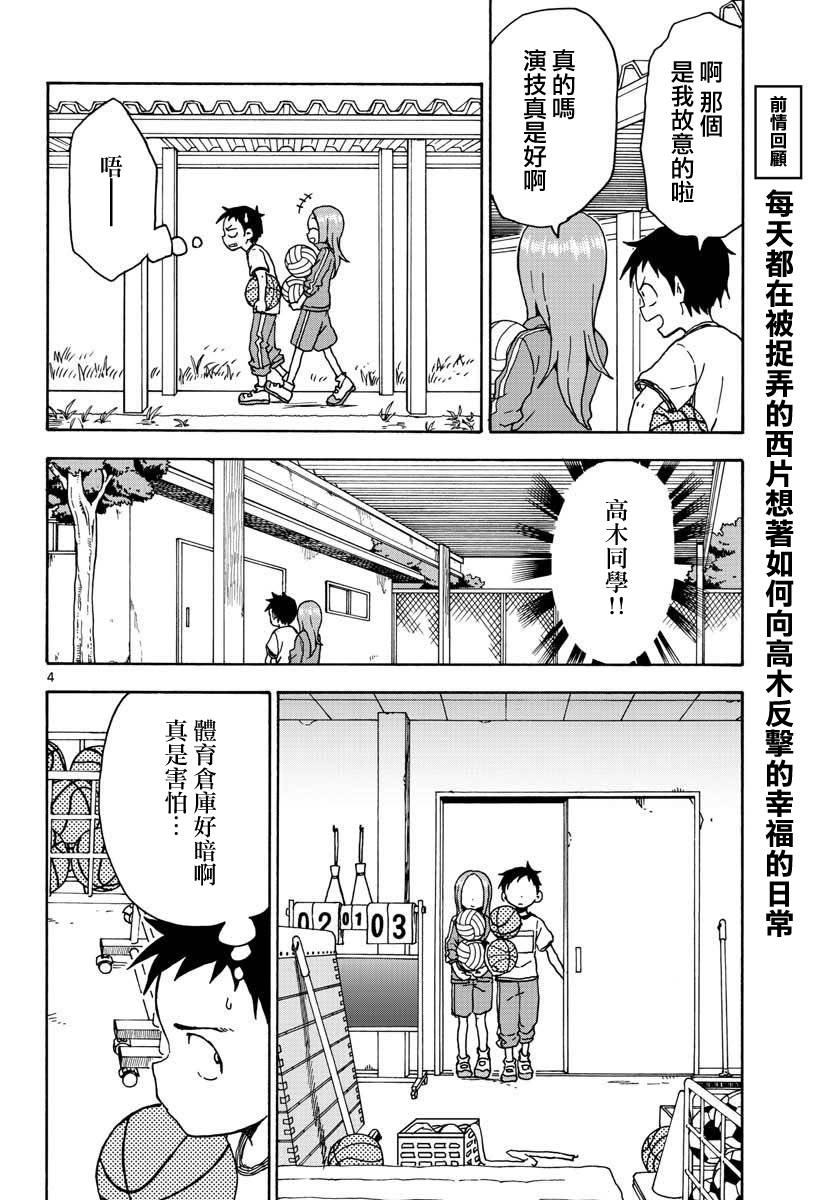 前情回顧
每天都在被捉弄的西片想著如何向高木反擊的幸福的日常
啊 那個
是我故意的啦
真的嗎
演技真是好啊
唔——
高木同學!!
4
02 01 03
體育倉庫好暗啊
真是害怕…